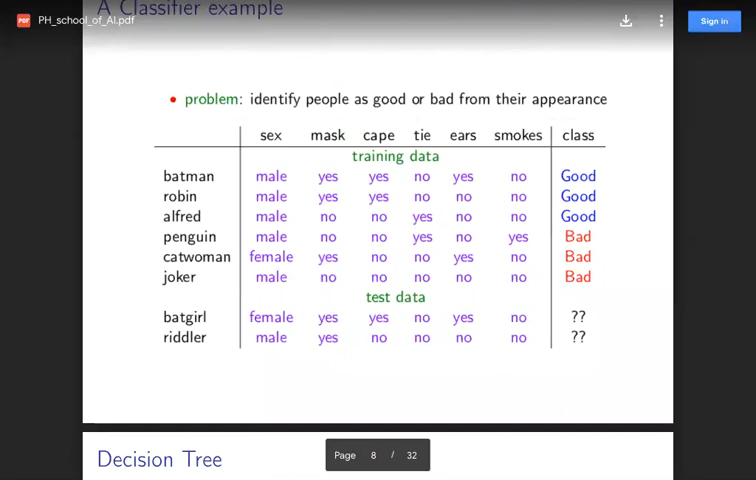 A Classifier example
PH_school_of_AI.pdf
Sign in
• problem: identify people as good or bad from their appearance
sex mask cape tie ears smokes class
training data
batman male yes yes no yes no Good
robin male yes yes no no no Good
alfred male no no yes no no Good
penguin male no no yes no yes Bad
catwoman female yes no no yes no Bad
joker male no no no no no Bad
test data
batgirl female yes yes no yes no ??
riddler male yes no no no no ??
Decision Tree
Page 8 / 32